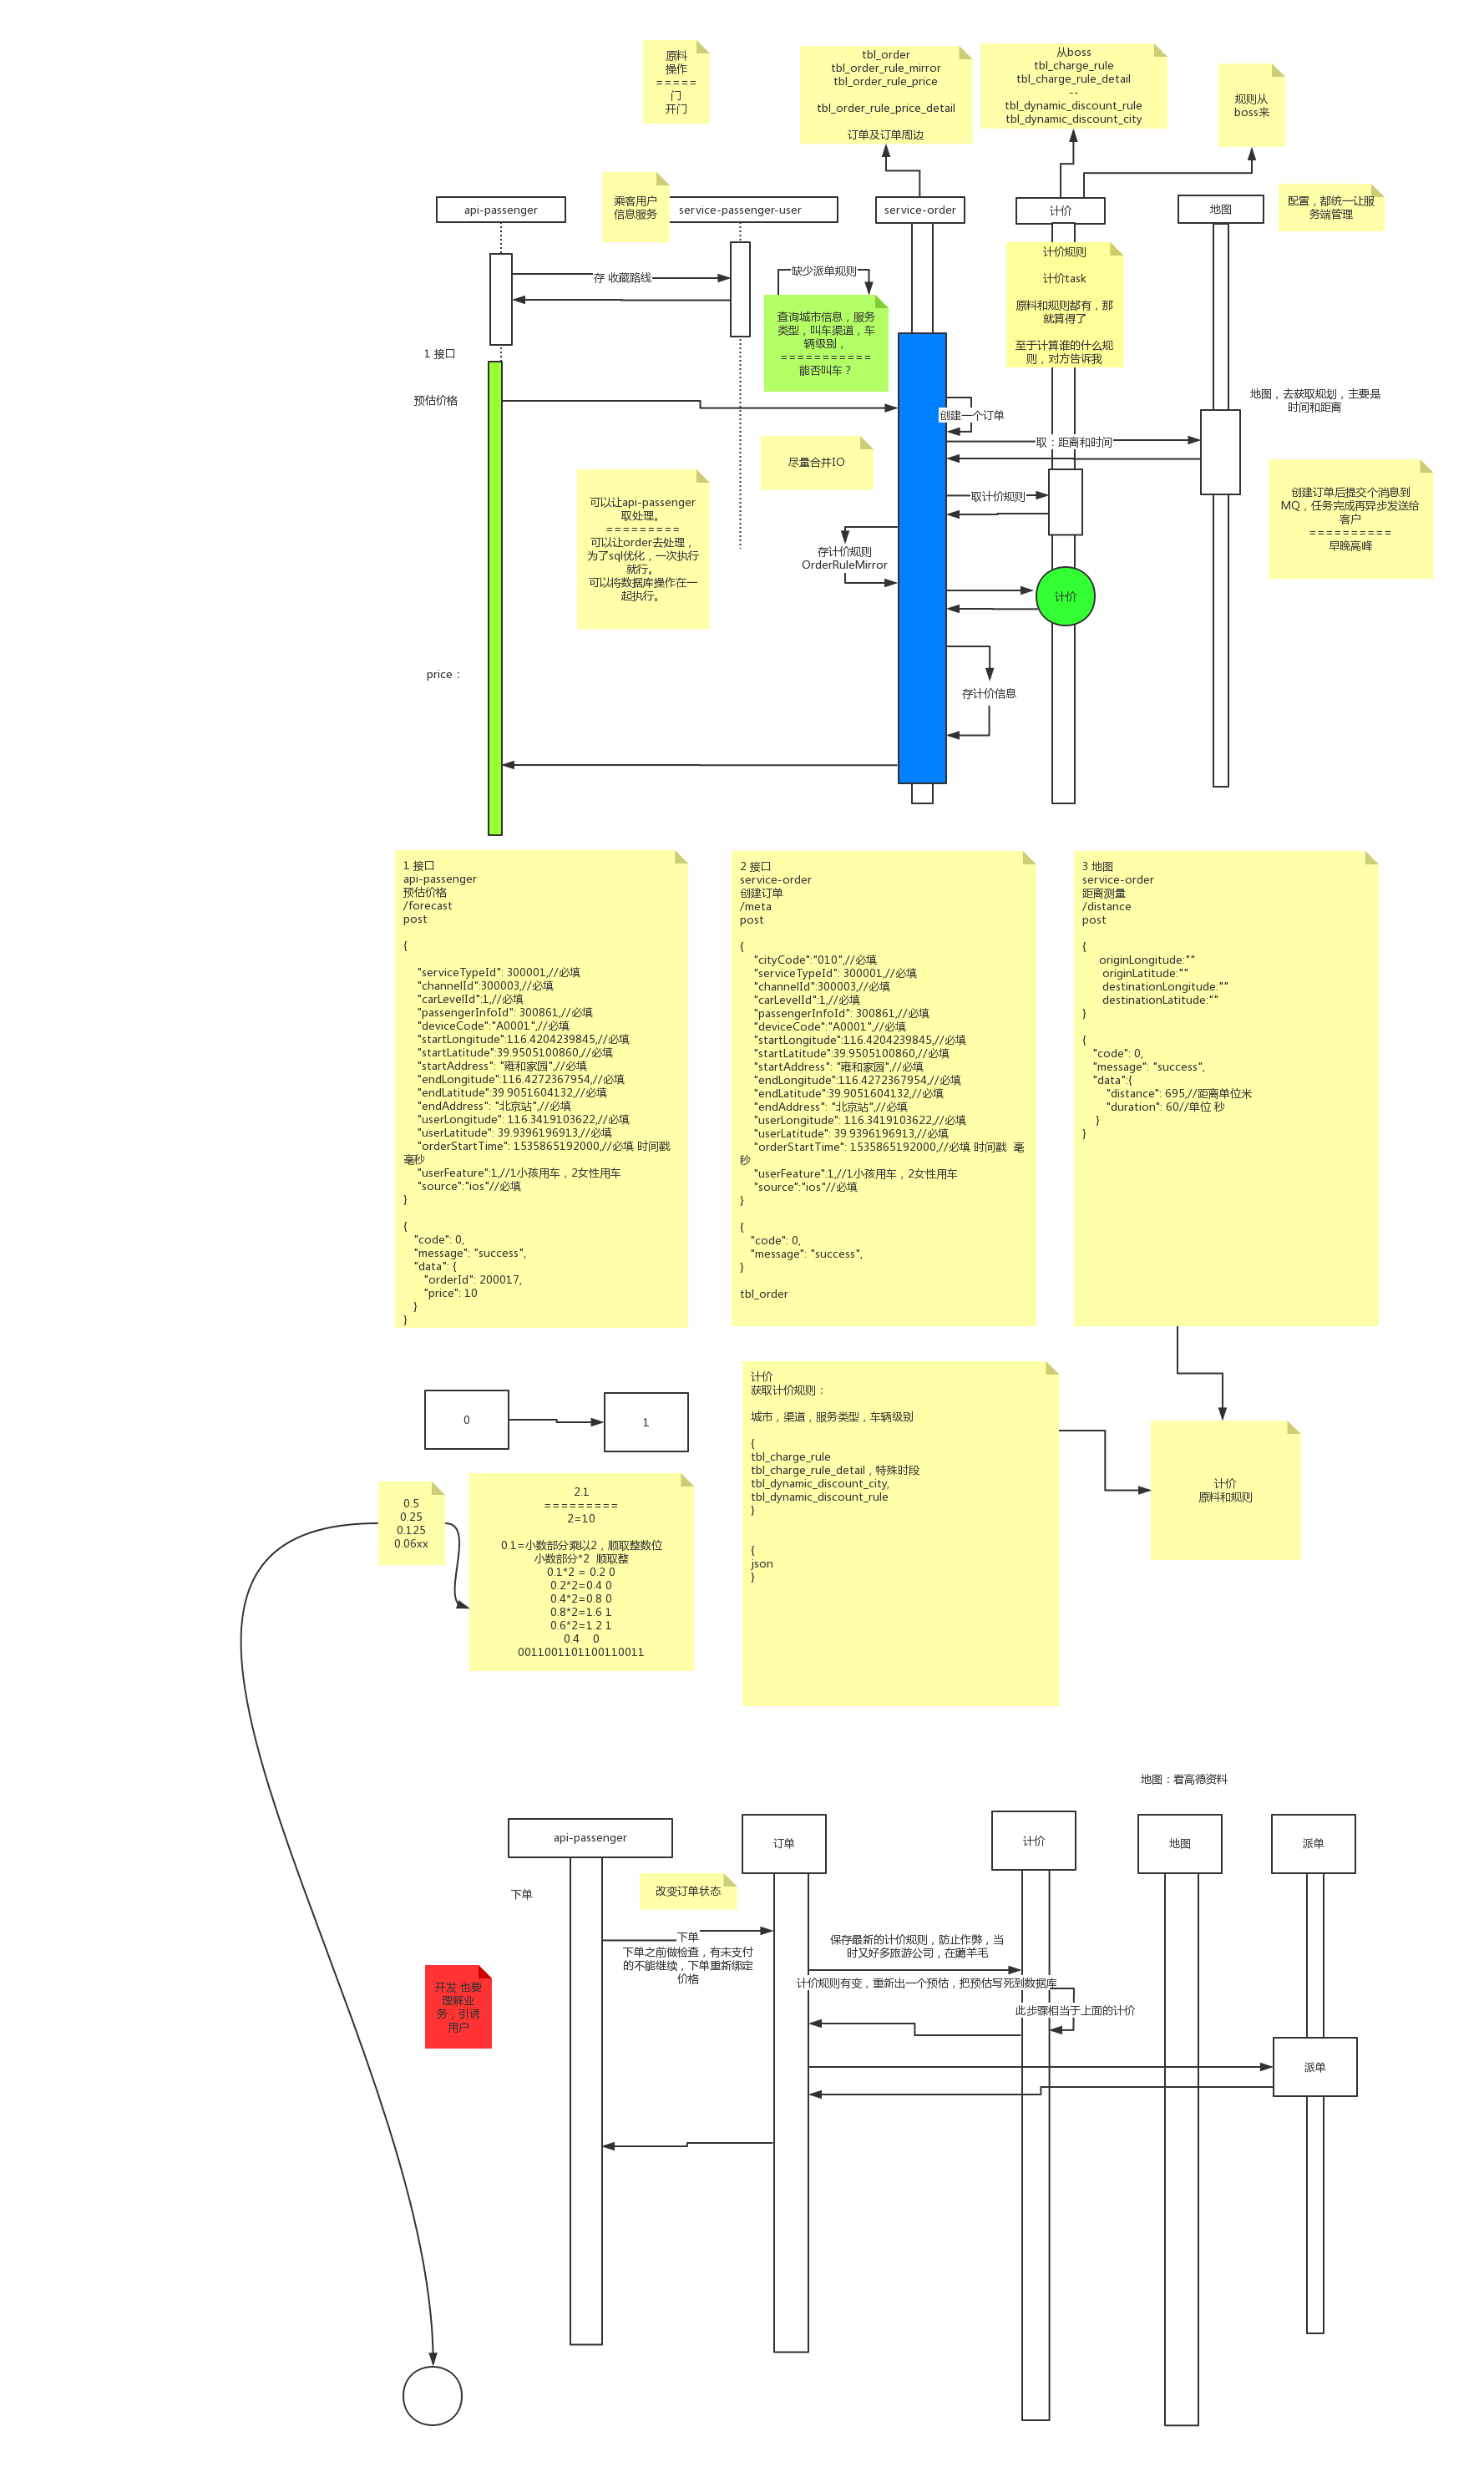 原料
操作
=====
门
开门
tbl_order
tbl_order_rule_mirror
tbl_order_rule_price
tbl_order_rule_price_detail
订单及订单周边
从boss
tbl_charge_rule
tbl_charge_rule_detail
--
tbl_dynamic_discount_rule
tbl_dynamic_discount_city
规则从
boss来
api-passenger
乘客用户
信息服务
service-passenger-user
service-order
计价
地图
配置，都统一让服
务端管理
存 收藏路线
缺少派单规则
查询城市信息，服务
类型，叫车渠道，车
辆级别，
===========
能否叫车？
计价规则
计价task
原料和规则都有，那
就算得了
至于计算谁的什么规
则，对方告诉我
1 接口
预估价格
创建一个订单
地图，去获取规划，主要是
时间和距离
取：距离和时间
尽量合并IO
取计价规则
可以让api-passenger
取处理。
=========
可以让order去处理，
为了sql优化，一次执行
就行。
可以将数据库操作在一
起执行。
创建订单后提交个消息到
MQ，任务完成再异步发送给
客户
==========
早晚高峰
存计价规则
OrderRuleMirror
计价
price：
存计价信息
1 接口
api-passenger
预估价格
/forecast
post
{
"serviceTypeId": 300001,//必填
"channelId":300003,//必填
"carLevelId":1,//必填
"passengerInfoId": 300861,//必填
"deviceCode":"A0001",//必填
"startLongitude":116.4204239845,//必填
"startLatitude":39.9505100860,//必填
"startAddress": "雍和家园",//必填
"endLongitude":116.4272367954,//必填
"endLatitude":39.9051604132,//必填
"endAddress": "北京站",//必填
"userLongitude": 116.3419103622,//必填
"userLatitude": 39.9396196913,//必填
"orderStartTime": 1535865192000,//必填 时间戳
毫秒
"userFeature":1,//1小孩用车，2女性用车
"source":"ios"//必填
}
{
"code": 0,
"message": "success",
"data": {
"orderId": 200017,
"price": 10
}
}
2 接口
service-order
创建订单
/meta
post
{
"cityCode":"010",//必填
"serviceTypeId": 300001,//必填
"channelId":300003,//必填
"carLevelId":1,//必填
"passengerInfoId": 300861,//必填
"deviceCode":"A0001",//必填
"startLongitude":116.4204239845,//必填
"startLatitude":39.9505100860,//必填
"startAddress": "雍和家园",//必填
"endLongitude":116.4272367954,//必填
"endLatitude":39.9051604132,//必填
"endAddress": "北京站",//必填
"userLongitude": 116.3419103622,//必填
"userLatitude": 39.9396196913,//必填
"orderStartTime": 1535865192000,//必填 时间戳 毫
秒
"userFeature":1,//1小孩用车，2女性用车
"source":"ios"//必填
}
{
"code": 0,
"message": "success",
}
tbl_order
3 地图
service-order
距离测量
/distance
post
{
originLongitude:""
originLatitude:""
destinationLongitude:""
destinationLatitude:""
}
{
"code": 0,
"message": "success",
"data":{
"distance": 695,//距离单位米
"duration": 60//单位 秒
}
}
0
1
计价
获取计价规则：
城市，渠道，服务类型，车辆级别
{
tbl_charge_rule
tbl_charge_rule_detail，特殊时段
tbl_dynamic_discount_city,
tbl_dynamic_discount_rule
}
{
json
}
计价
原料和规则
0.5
0.25
0.125
0.06xx
2.1
=========
2=10
0.1=小数部分乘以2，顺取整数位
小数部分*2 顺取整
0.1*2 = 0.2 0
0.2*2=0.4 0
0.4*2=0.8 0
0.8*2=1.6 1
0.6*2=1.2 1
0.4 0
0011001101100110011
地图：看高德资料
api-passenger
订单
计价
地图
派单
下单
改变订单状态
下单
下单之前做检查，有未支付
的不能继续，下单重新绑定
价格
保存最新的计价规则，防止作弊，当
时又好多旅游公司，在薅羊毛
计价规则有变，重新出一个预估，把预估写死到数据库
此步骤相当于上面的计价
开发 也要
理解业
务，引诱
用户
派单